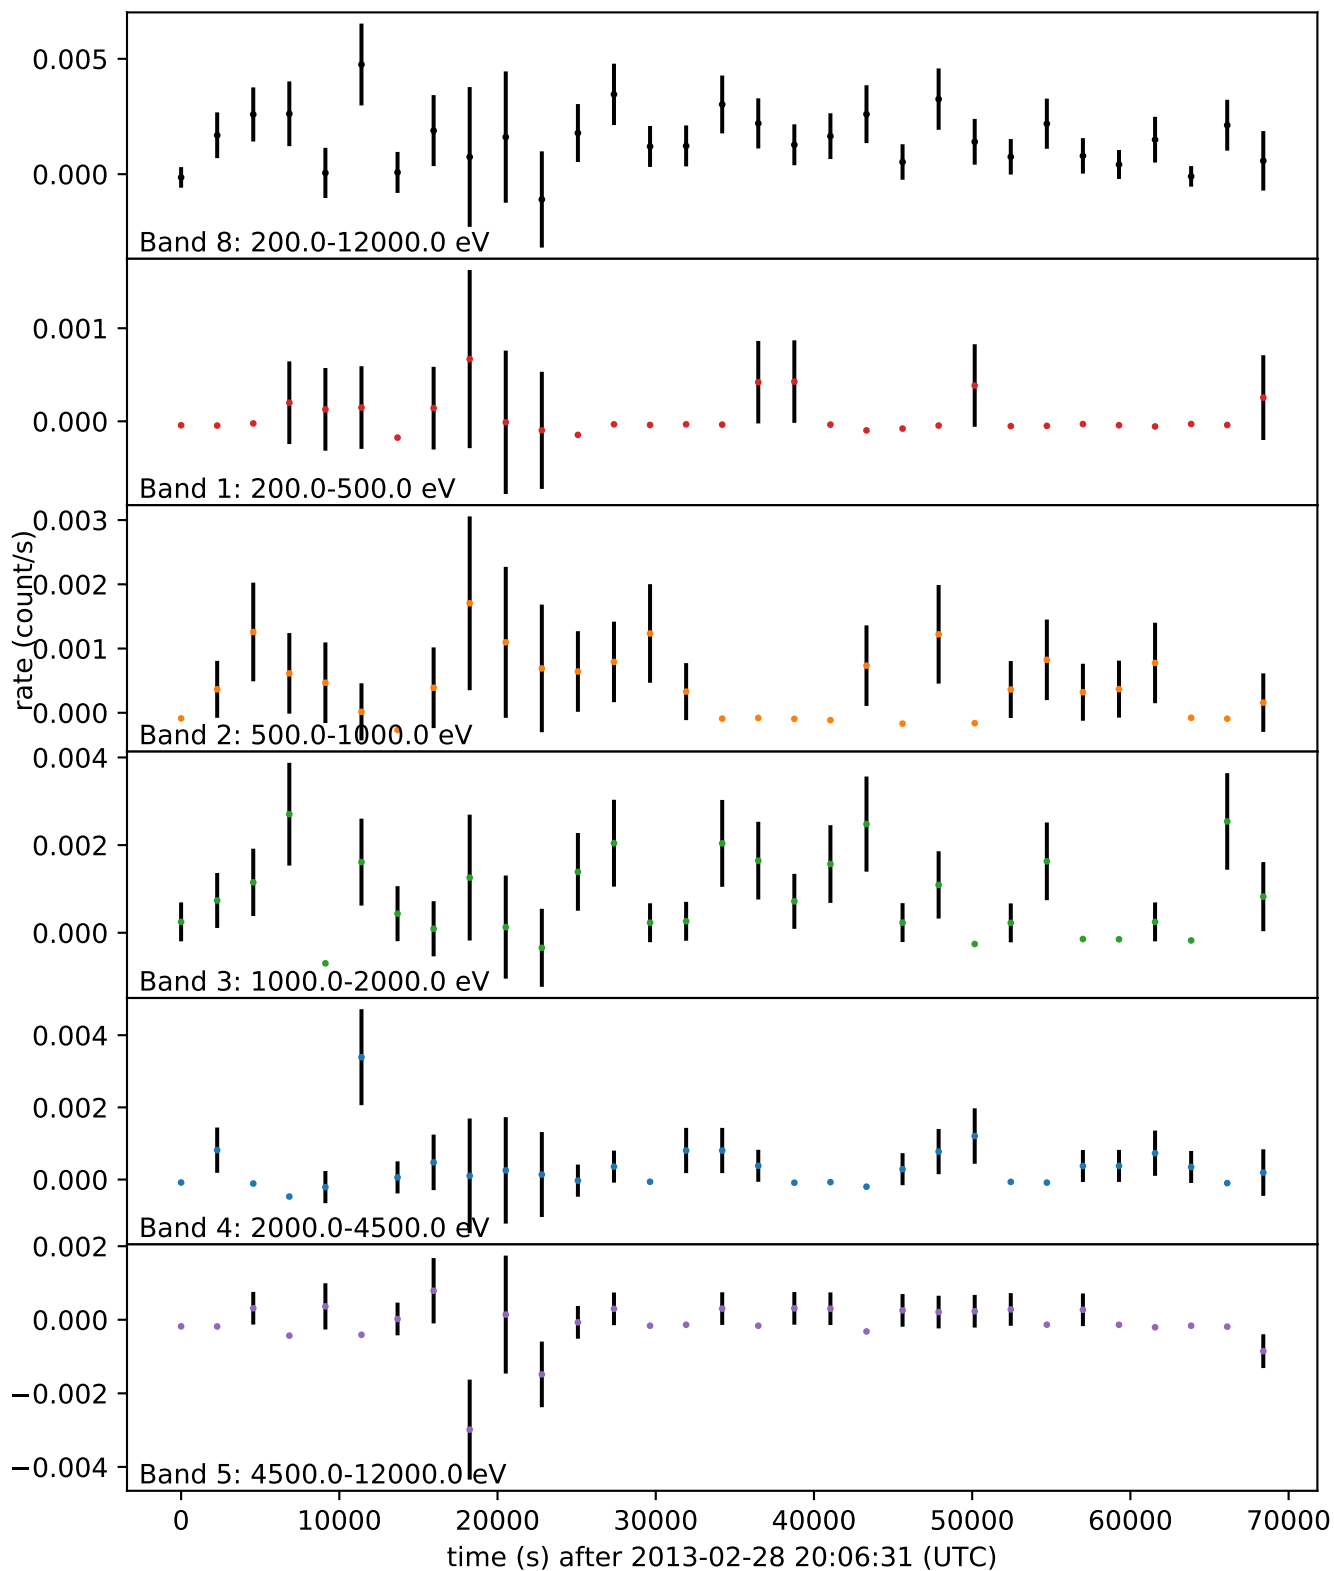 0.005
0.000
Band 8: 200.0-12000.0 eV
0.001
0.000
Band 1: 200.0-500.0 eV
rate (count/s)
0.003
0.002
0.001
0.000
Band 2: 500.0-1000.0 eV
0.004
0.002
0.000
Band 3: 1000.0-2000.0 eV
0.004
0.002
0.000
Band 4: 2000.0-4500.0 eV
0.002
0.000
−0.002
−0.004
Band 5: 4500.0-12000.0 eV
0 10000 20000 30000 40000 50000 60000 70000
time (s) after 2013-02-28 20:06:31 (UTC)